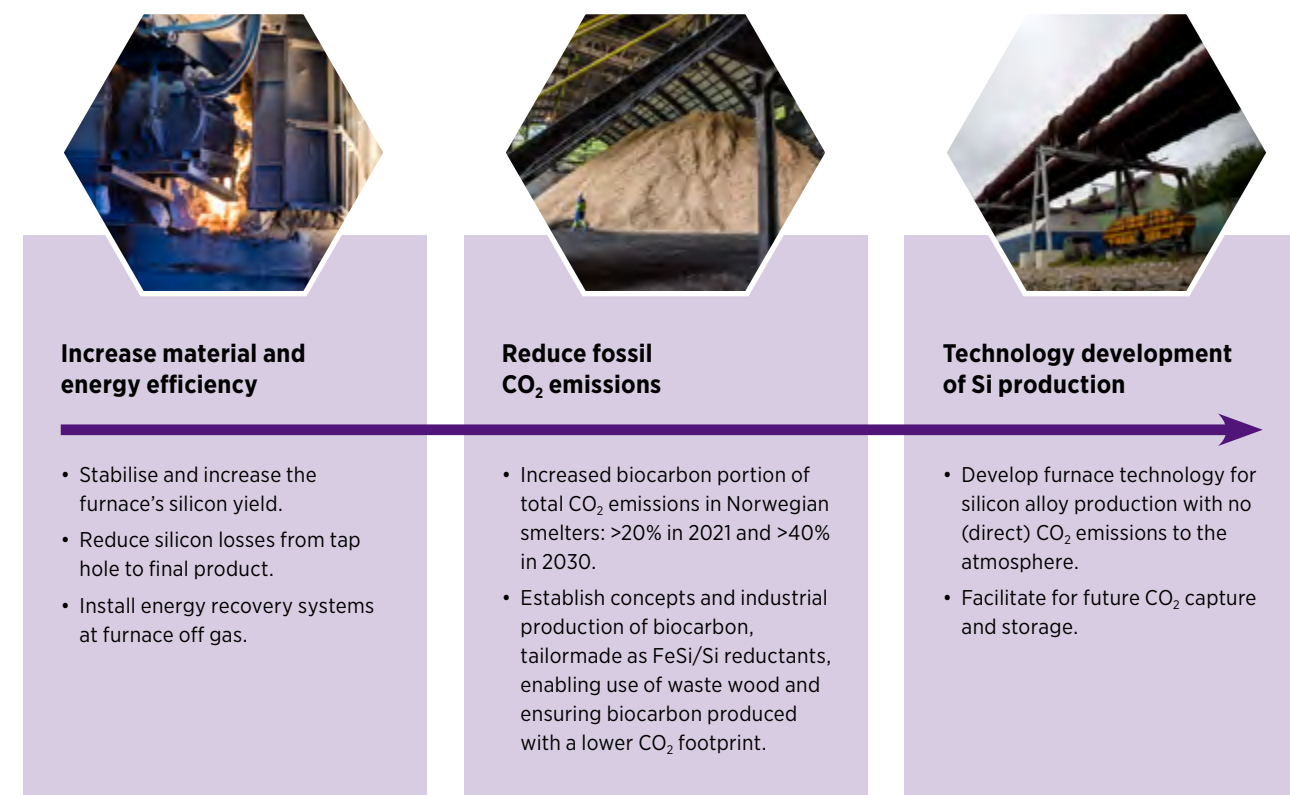 Increase material and
energy efficiency
• Stabilise and increase the
furnace's silicon yield.
• Reduce silicon losses from tap
hole to final product.
• Install energy recovery systems
at furnace off gas.
Reduce fossil
CO₂ emissions
• Increased biocarbon portion of
total CO₂ emissions in Norwegian
smelters: >20% in 2021 and >40%
in 2030.
• Establish concepts and industrial
production of biocarbon,
tailormade as FeSi/Si reductants,
enabling use of waste wood and
ensuring biocarbon produced
with a lower CO₂ footprint.
Technology development
of Si production
• Develop furnace technology for
silicon alloy production with no
(direct) CO₂ emissions to the
atmosphere.
• Facilitate for future CO₂ capture
and storage.